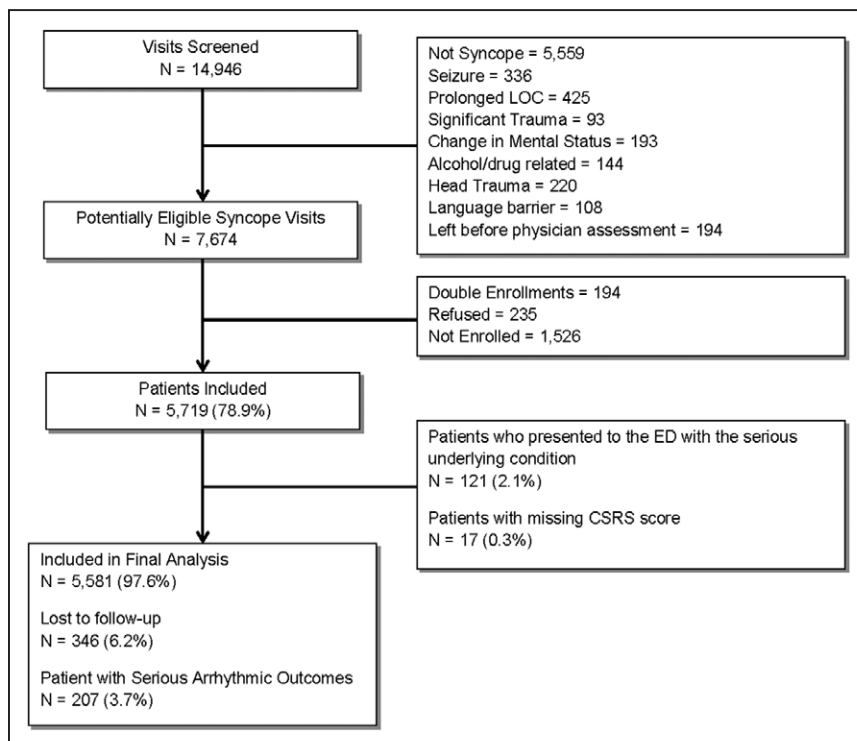 Visits Screened
N = 14,946
Not Syncope = 5,559
Seizure = 336
Prolonged LOC = 425
Significant Trauma = 93
Change in Mental Status = 193
Alcohol/drug related = 144
Head Trauma = 220
Language barrier = 108
Left before physician assessment = 194
Potentially Eligible Syncope Visits
N = 7,674
Double Enrollments = 194
Refused = 235
Not Enrolled = 1,526
Patients Included
N = 5,719 (78.9%)
Patients who presented to the ED with the serious
underlying condition
N = 121 (2.1%)
Patients with missing CSRS score
N = 17 (0.3%)
Included in Final Analysis
N = 5,581 (97.6%)
Lost to follow-up
N = 346 (6.2%)
Patient with Serious Arrhythmic Outcomes
N = 207 (3.7%)